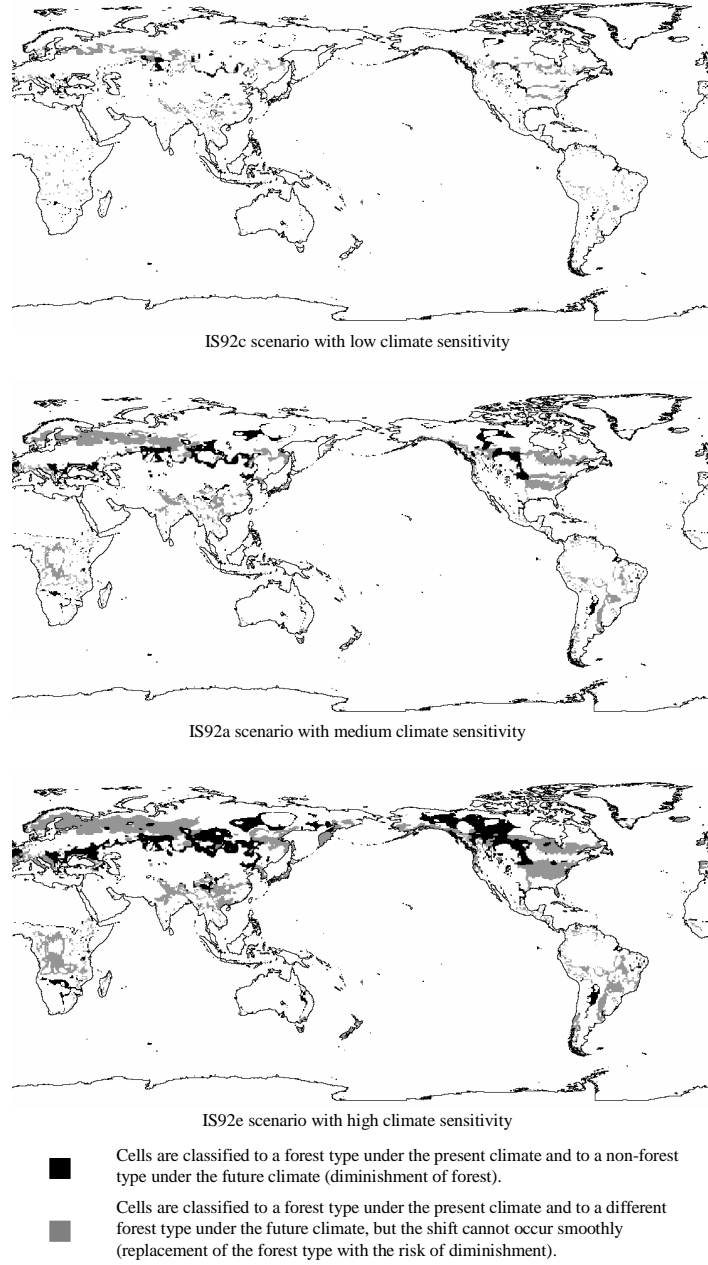 IS92c scenario with low climate sensitivity
IS92a scenario with medium climate sensitivity
IS92e scenario with high climate sensitivity
Cells are classified to a forest type under the present climate and to a non-forest
type under the future climate (diminishment of forest).
Cells are classified to a forest type under the present climate and to a different
forest type under the future climate, but the shift cannot occur smoothly
(replacement of the forest type with the risk of diminishment).